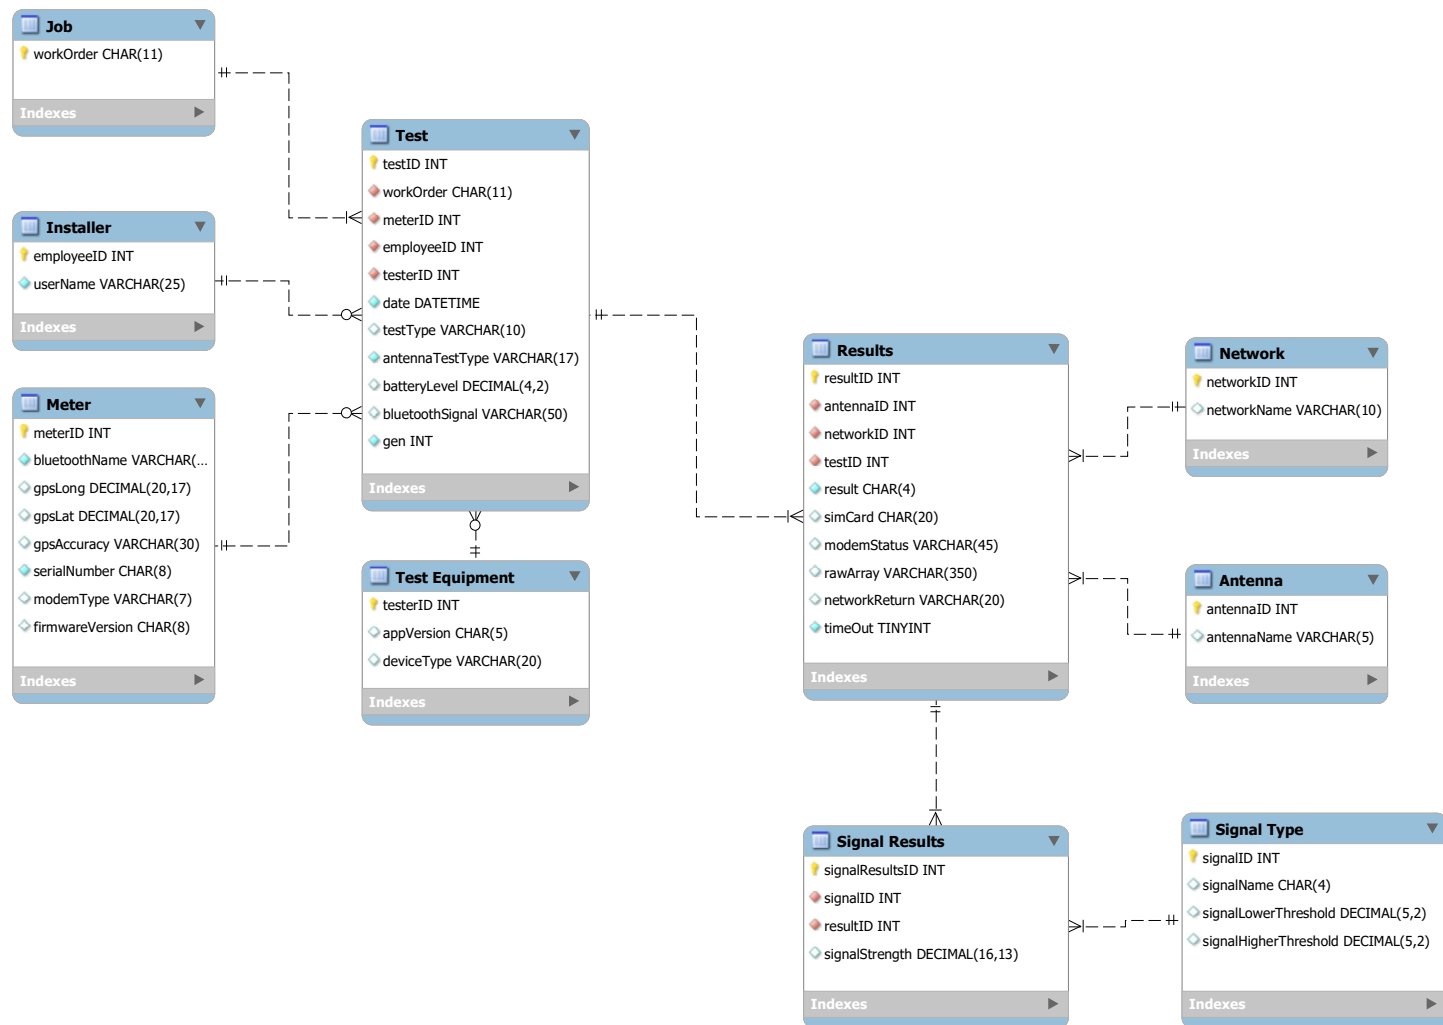 Job
workOrder CHAR(11)
Indexes
Installer
employeeID INT
userName VARCHAR(25)
Indexes
Meter
meterID INT
bluetoothName VARCHAR(...
gpsLong DECIMAL(20,17)
gpsLat DECIMAL(20,17)
gpsAccuracy VARCHAR(30)
serialNumber CHAR(8)
modemType VARCHAR(7)
firmwareVersion CHAR(8)
Indexes
Test
testID INT
workOrder CHAR(11)
meterID INT
employeeID INT
testerID INT
date DATETIME
testType VARCHAR(10)
antennaTestType VARCHAR(17)
batteryLevel DECIMAL(4,2)
bluetoothSignal VARCHAR(50)
gen INT
Indexes
Test Equipment
testerID INT
appVersion CHAR(5)
deviceType VARCHAR(20)
Indexes
Results
resultID INT
antennaID INT
networkID INT
testID INT
result CHAR(4)
simCard CHAR(20)
modemStatus VARCHAR(45)
rawArray VARCHAR(350)
networkReturn VARCHAR(20)
timeOut TINYINT
Indexes
Network
networkID INT
networkName VARCHAR(10)
Indexes
Antenna
antennaID INT
antennaName VARCHAR(5)
Indexes
Signal Results
signalResultsID INT
signalID INT
resultID INT
signalStrength DECIMAL(16,13)
Indexes
Signal Type
signalID INT
signalName CHAR(4)
signalLowerThreshold DECIMAL(5,2)
signalHigherThreshold DECIMAL(5,2)
Indexes